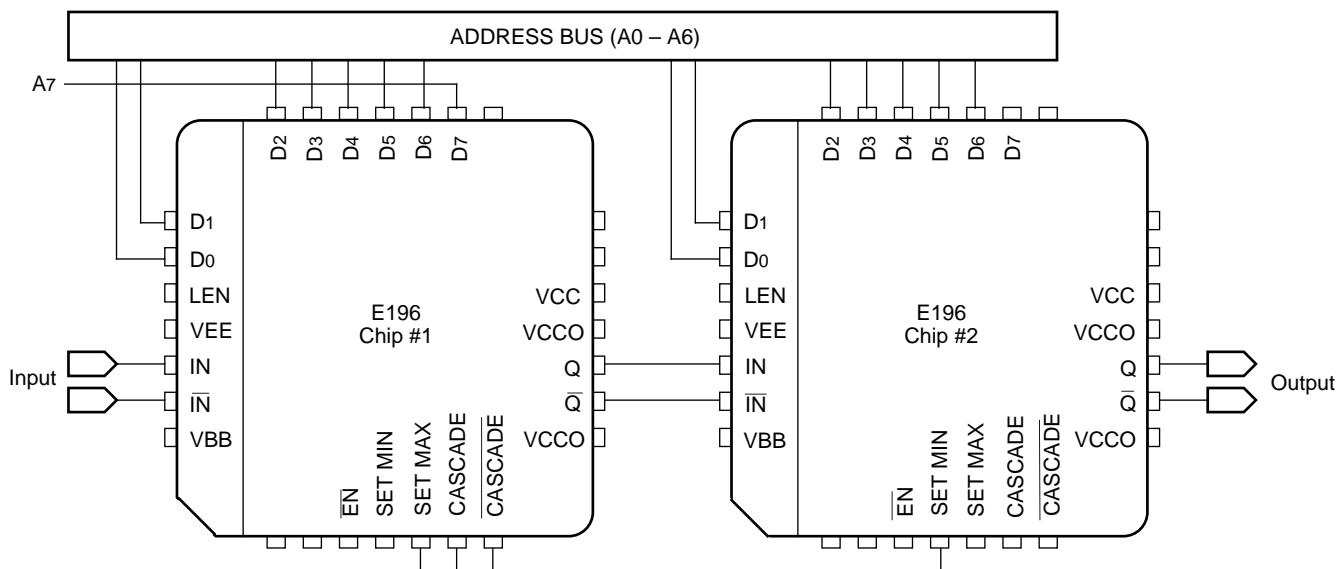 ADDRESS BUS (A0 – A6)
A7
D2 D3 D4 D5 D6 D7
D1
D0
LEN
VEE
IN
IN
VBB
E196
Chip #1
VCC
VCCO
Q
Q
VCCO
EN
SET MIN
SET MAX
CASCADE
CASCADE
Input
D2 D3 D4 D5 D6 D7
D1
D0
LEN
VEE
IN
IN
VBB
E196
Chip #2
VCC
VCCO
Q
Q
VCCO
EN
SET MIN
SET MAX
CASCADE
CASCADE
Output